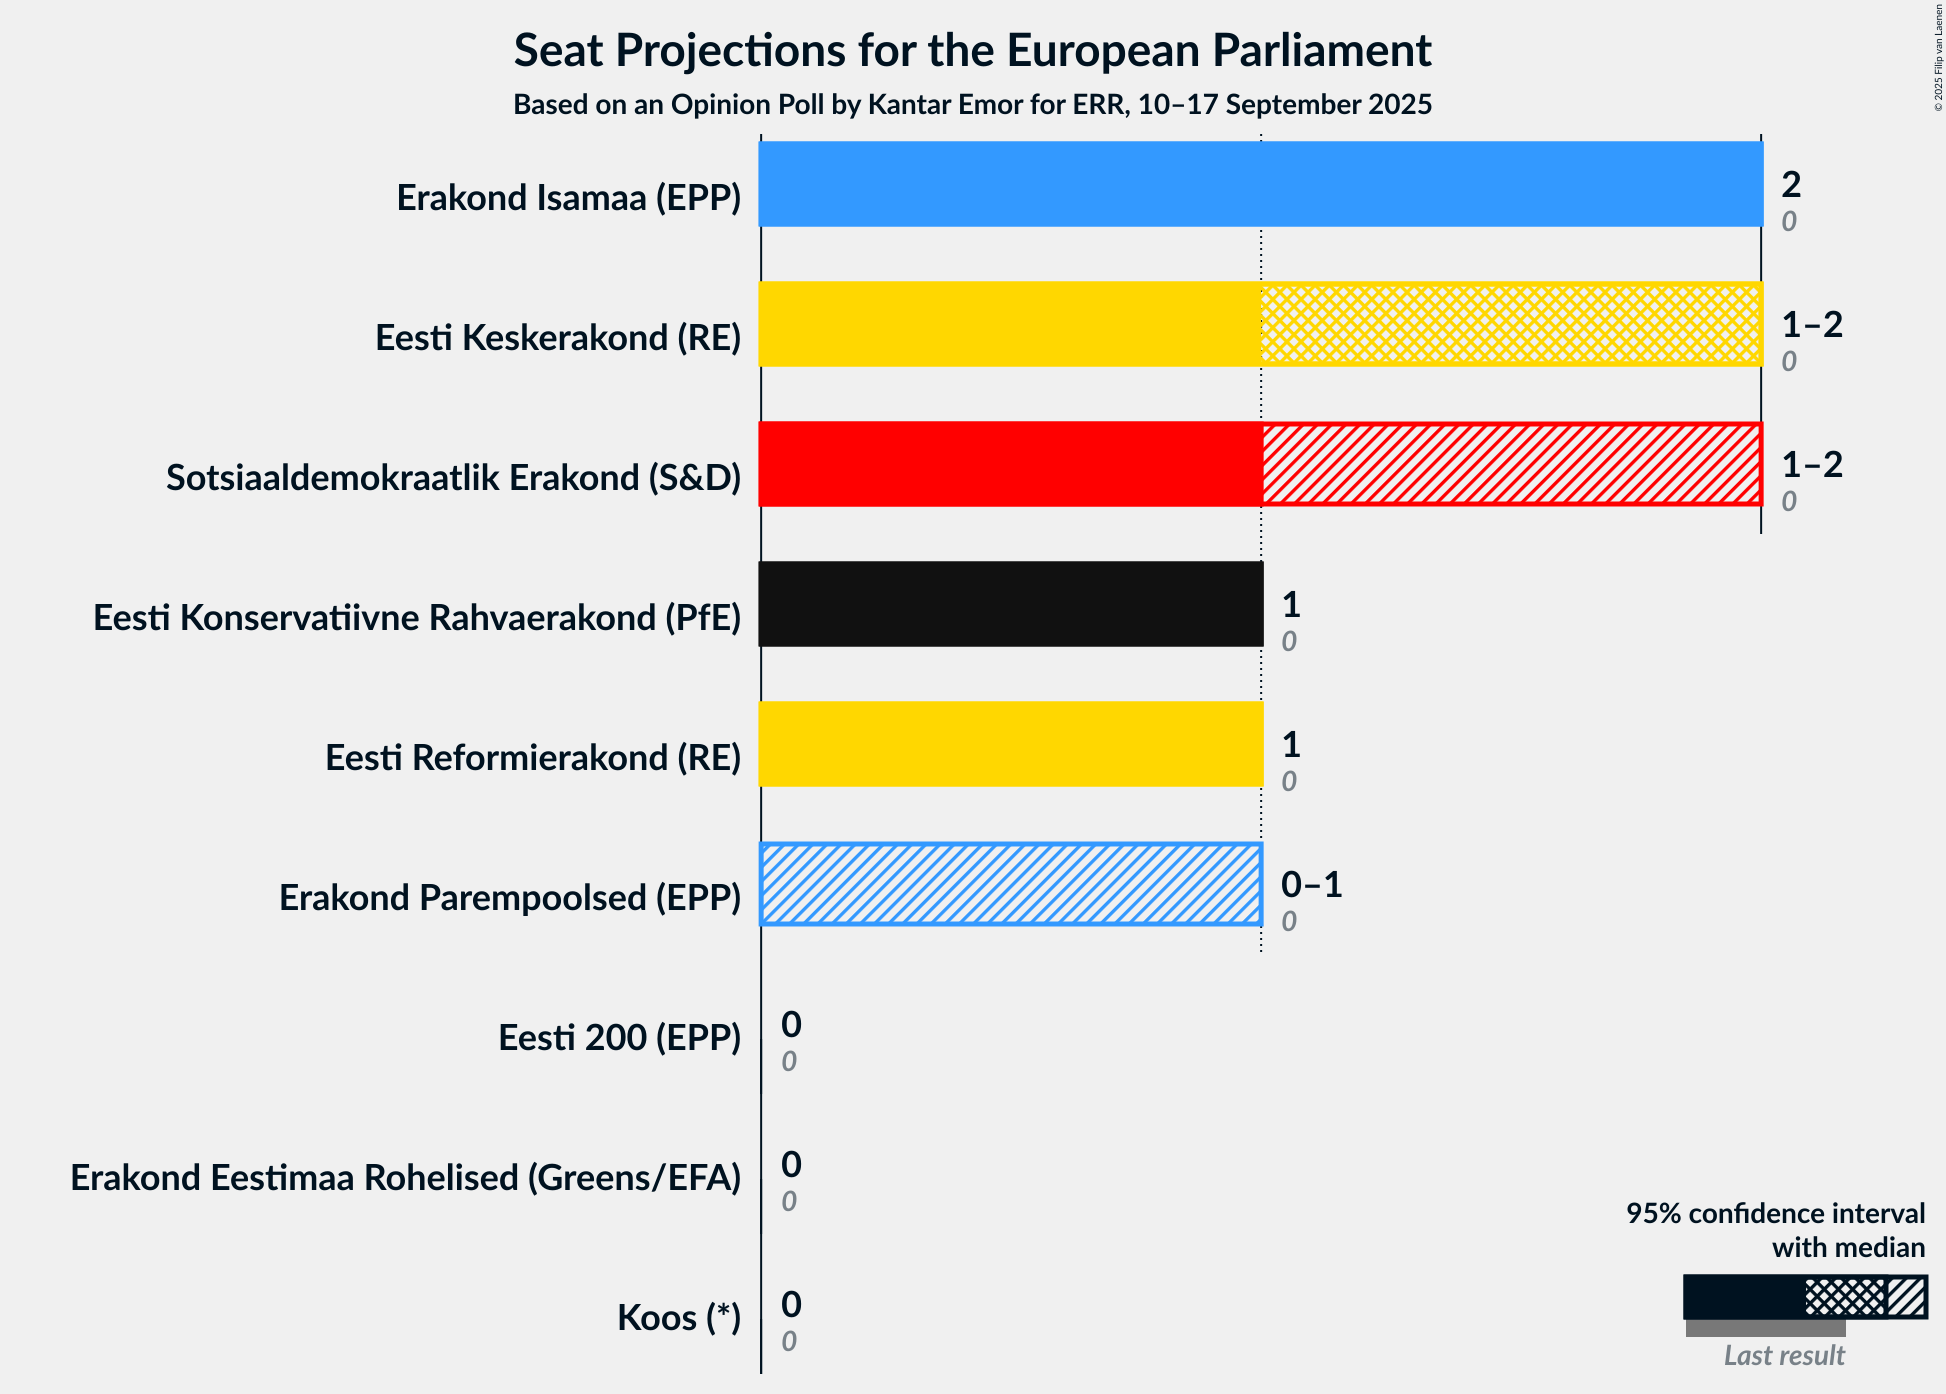 Seat Projections for the European Parliament
Based on an Opinion Poll by Kantar Emor for ERR, 10–17 September 2025
© 2025 Filip van Laenen
Erakond Isamaa (EPP)
2
0
Eesti Keskerakond (RE)
1–2
0
Sotsiaaldemokraatlik Erakond (S&D)
1–2
0
Eesti Konservatiivne Rahvaerakond (PfE)
1
0
Eesti Reformierakond (RE)
1
0
Erakond Parempoolsed (EPP)
0–1
0
Eesti 200 (EPP)
0
0
Erakond Eestimaa Rohelised (Greens/EFA)
0
0
Koos (*)
0
0
95% confidence interval
with median
Last result